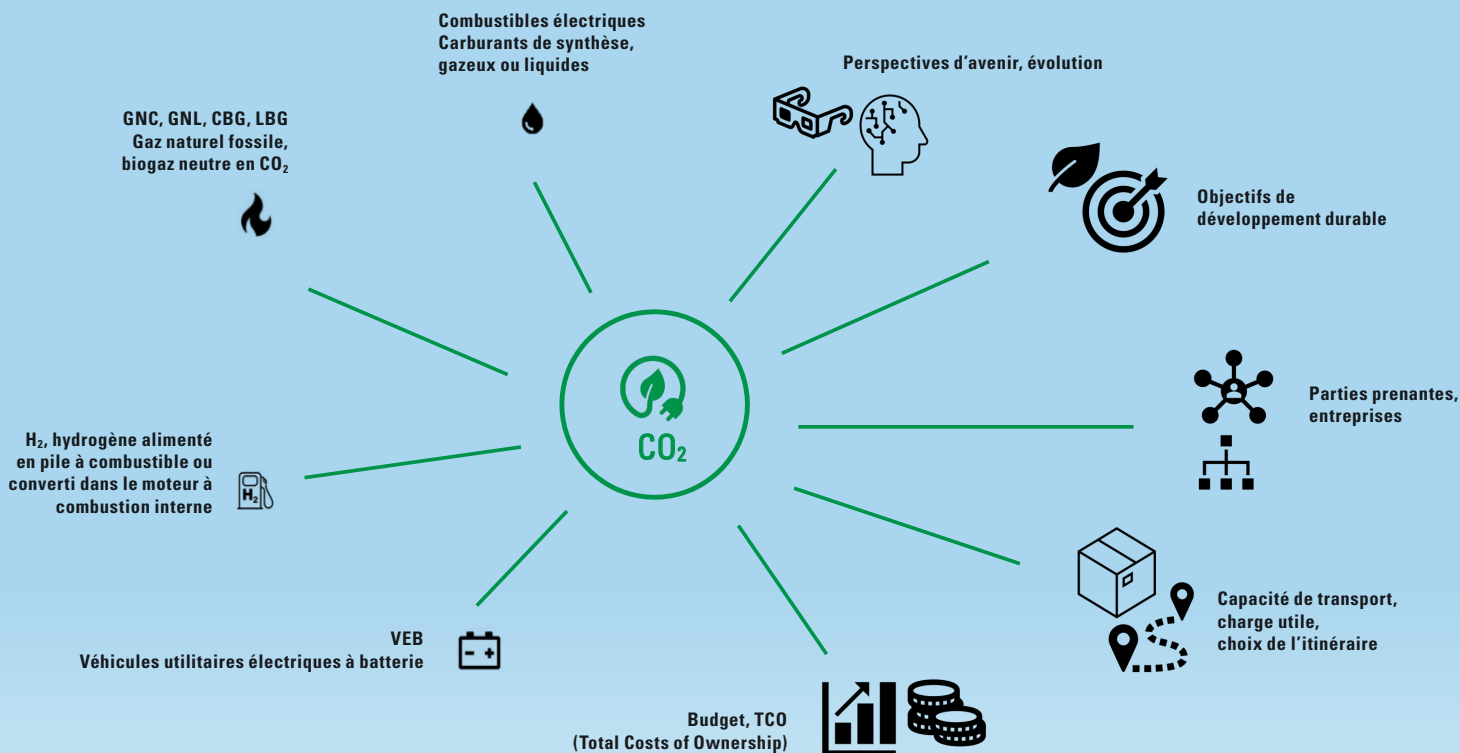 Combustibles électriques
Carburants de synthèse,
gazeux ou liquides
Perspectives d'avenir, évolution
GNC, GNL, CBG, LBG
Gaz naturel fossile,
biogaz neutre en CO₂
Objectifs de
développement durable
Parties prenantes,
entreprises
CO₂
H₂, hydrogène alimenté
en pile à combustible ou
converti dans le moteur à
combustion interne
H₂
Capacité de transport,
charge utile,
choix de l'itinéraire
VEB
Véhicules utilitaires électriques à batterie
Budget, TCO
(Total Costs of Ownership)